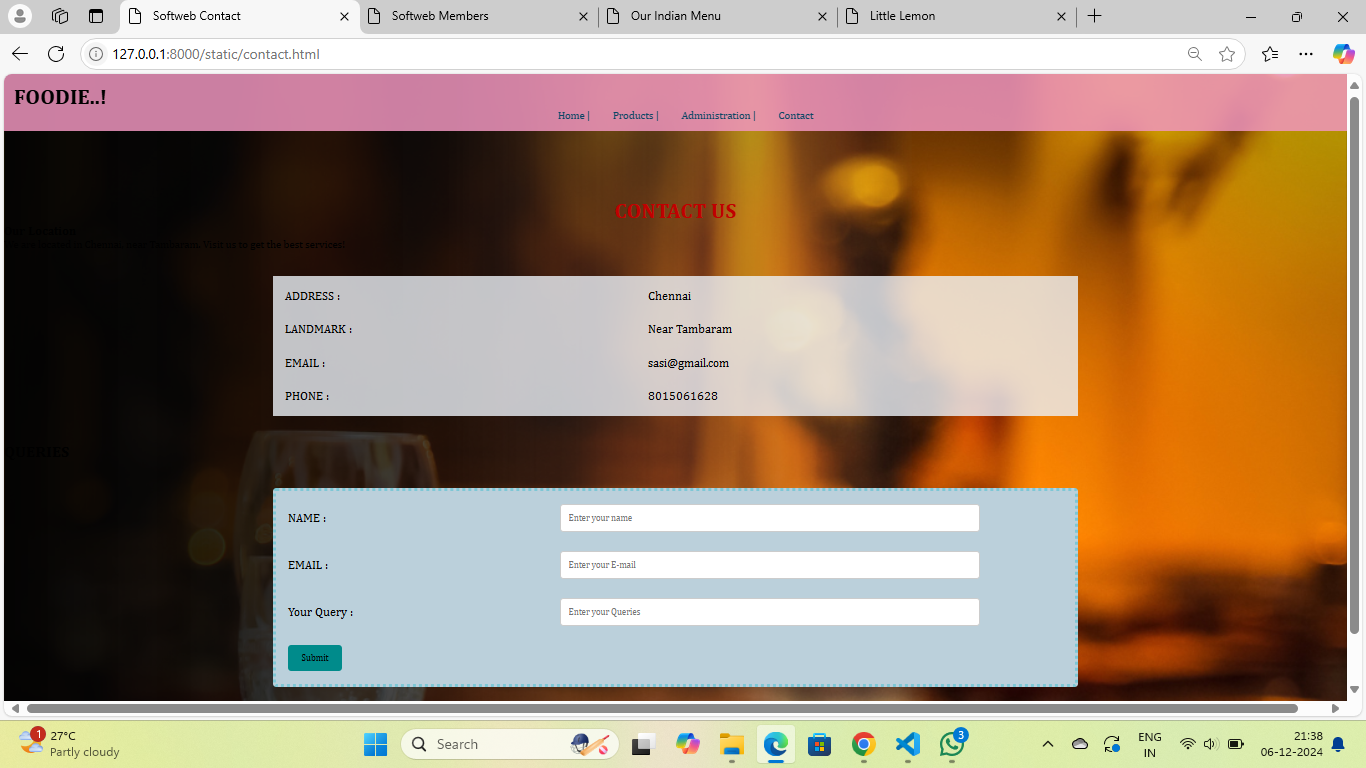 Softweb Contact
Softweb Members
Our Indian Menu
Little Lemon
127.0.0.1:8000/static/contact.html
FOODIE..!
Home | Products | Administration | Contact
CONTACT US
Visit us to get the best services!
ADDRESS : Chennai
LANDMARK : Near Tambaram
EMAIL : sasi@gmail.com
PHONE : 8015061628
NAME : Enter your name
EMAIL : Enter your E-mail
Your Query : Enter your Queries
Submit
1
27°C
Partly cloudy
Search
3
ENG
IN
21:38
06-12-2024